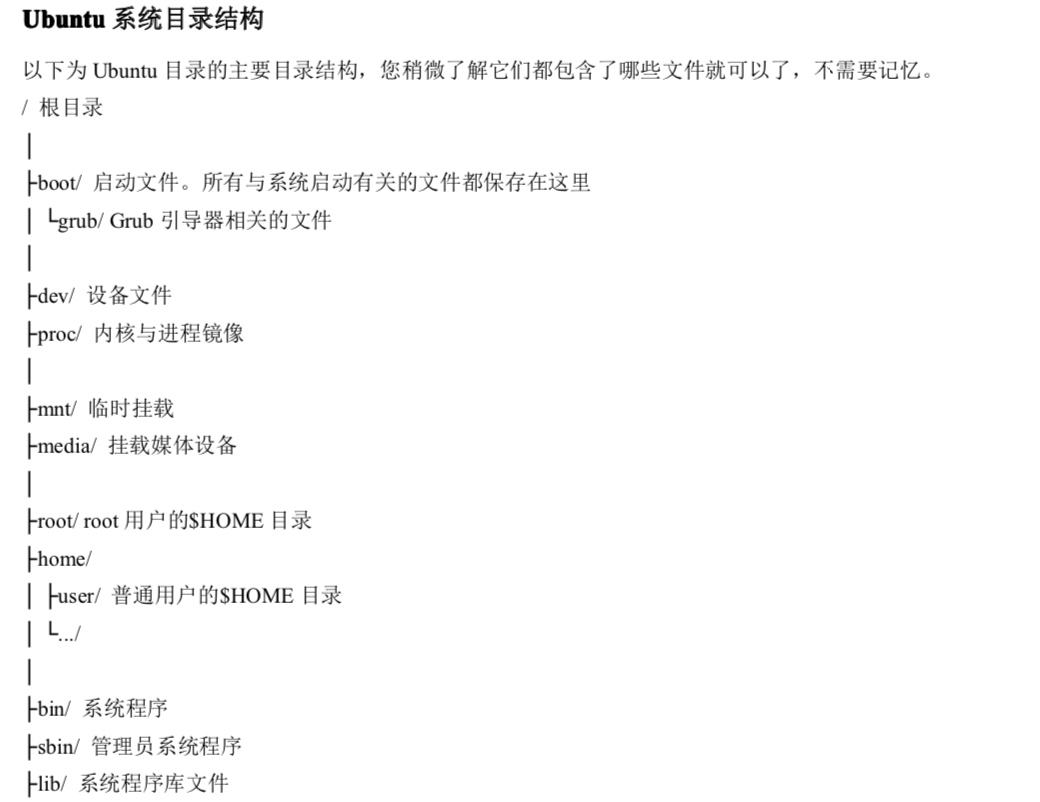 Ubuntu 系统目录结构
以下为 Ubuntu 目录的主要目录结构，您稍微了解它们都包含了哪些文件就可以了，不需要记忆。
/ 根目录
│
├boot/ 启动文件。所有与系统启动有关的文件都保存在这里
│ └grub/ Grub 引导器相关的文件
│
├dev/ 设备文件
├proc/ 内核与进程镜像
│
├mnt/ 临时挂载
├media/ 挂载媒体设备
│
├root/ root 用户的$HOME 目录
├home/
│ ├user/ 普通用户的$HOME 目录
│ └.../
│
├bin/ 系统程序
├sbin/ 管理员系统程序
├lib/ 系统程序库文件